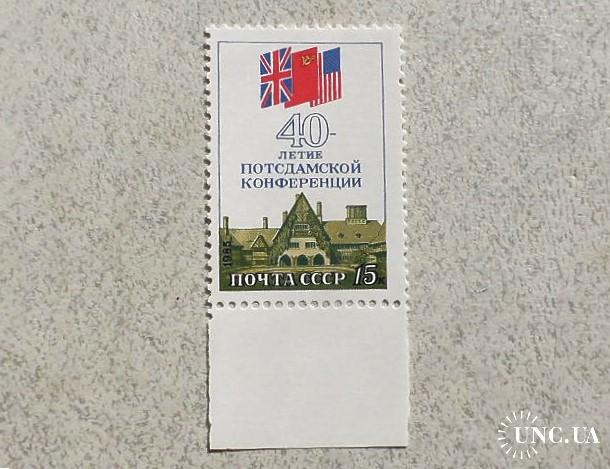 40-
ЛЕТИЕ
ПОТСДАМСКОЙ
КОНФЕРЕНЦИИ
1985
ПОЧТА СССР 15к
UNC.UA